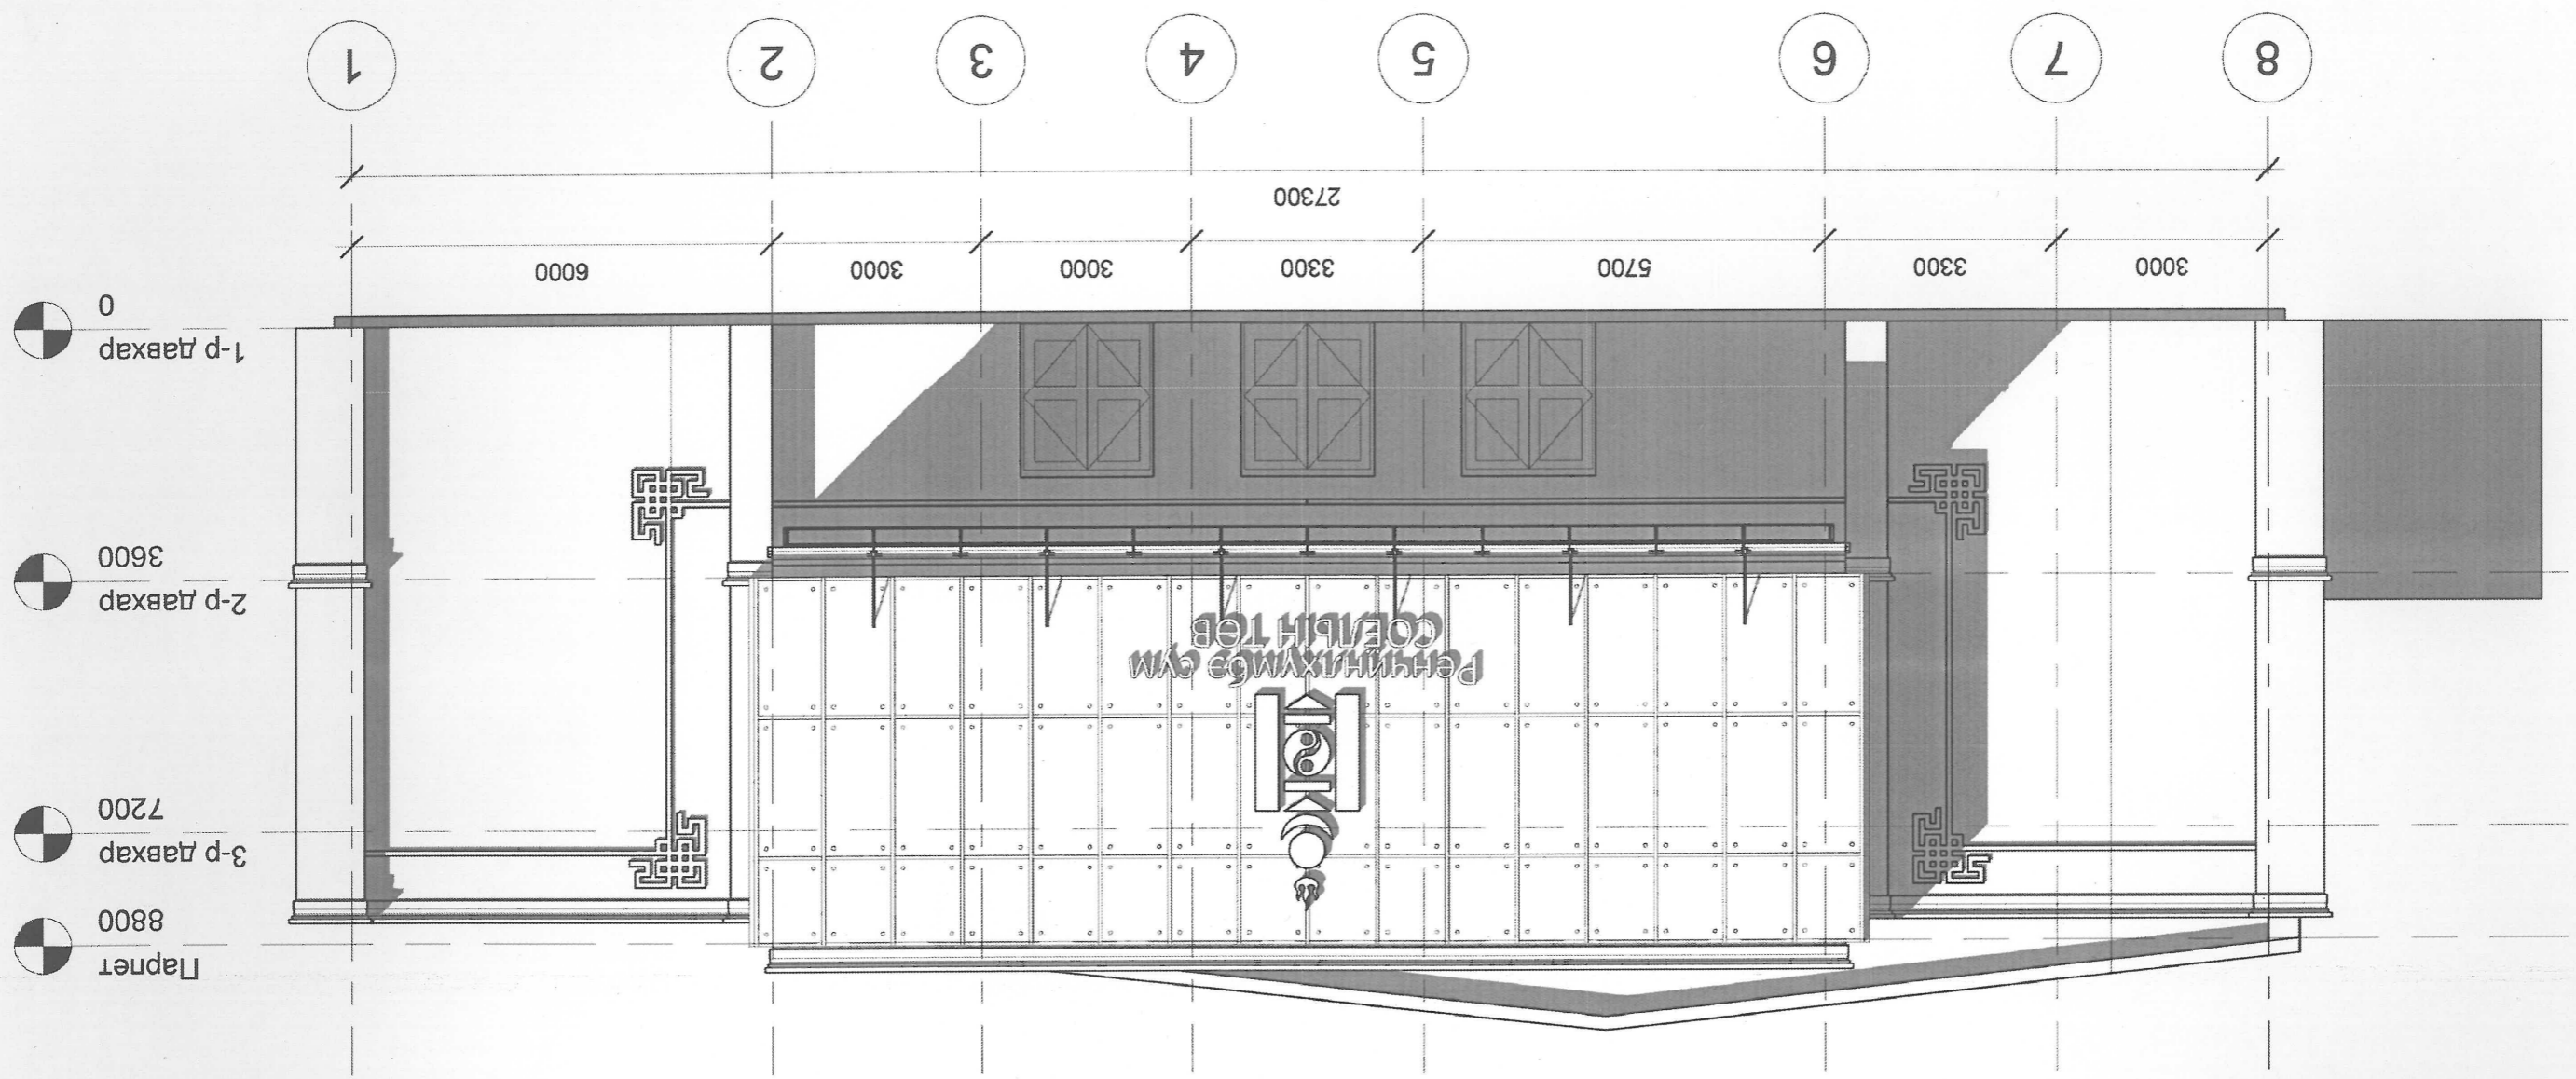 Парпет
8800
3-р давхар
7200
Ренчинлхүмбэ сум
СОЁЛЫН ТӨВ
2-р давхар
3600
1-р давхар
0
3000 3300 5700 3300 3000 3000 6000
27300
8 7 6 5 4 3 2 1